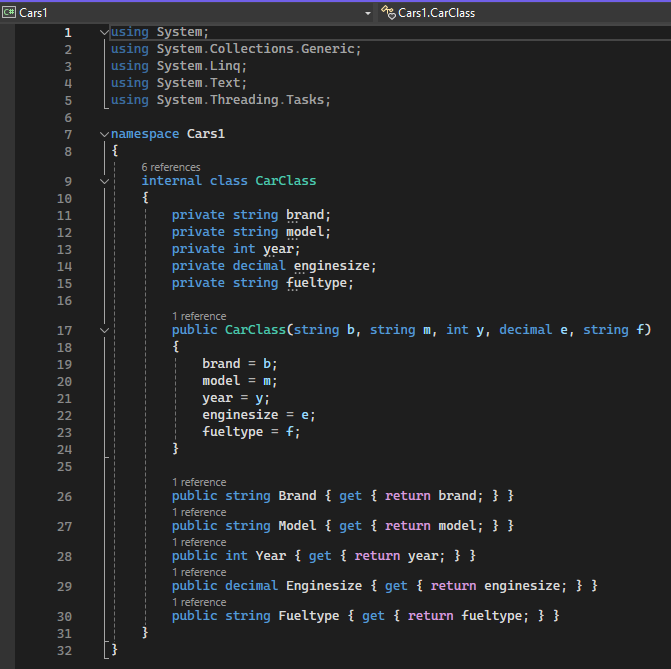 C# Cars1 Cars1.CarClass
1 using System;
2 using System.Collections.Generic;
3 using System.Linq;
4 using System.Text;
5 using System.Threading.Tasks;
6
7 namespace Cars1
8 {
6 references
9 internal class CarClass
10 {
11 private string brand;
12 private string model;
13 private int year;
14 private decimal enginesize;
15 private string fueltype;
16
1 reference
17 public CarClass(string b, string m, int y, decimal e, string f)
18 {
19 brand = b;
20 model = m;
21 year = y;
22 enginesize = e;
23 fueltype = f;
24 }
25
1 reference
26 public string Brand { get { return brand; } }
1 reference
27 public string Model { get { return model; } }
1 reference
28 public int Year { get { return year; } }
1 reference
29 public decimal Enginesize { get { return enginesize; } }
1 reference
30 public string Fueltype { get { return fueltype; } }
31 }
32 }